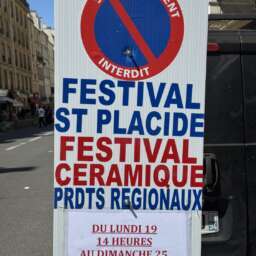 INTERDIT
FESTIVAL
ST PLACIDE
FESTIVAL
CERAMIQUE
PRDTS REGIONAUX
DU LUNDI 19
14 HEURES
AU DIMANCHE 25